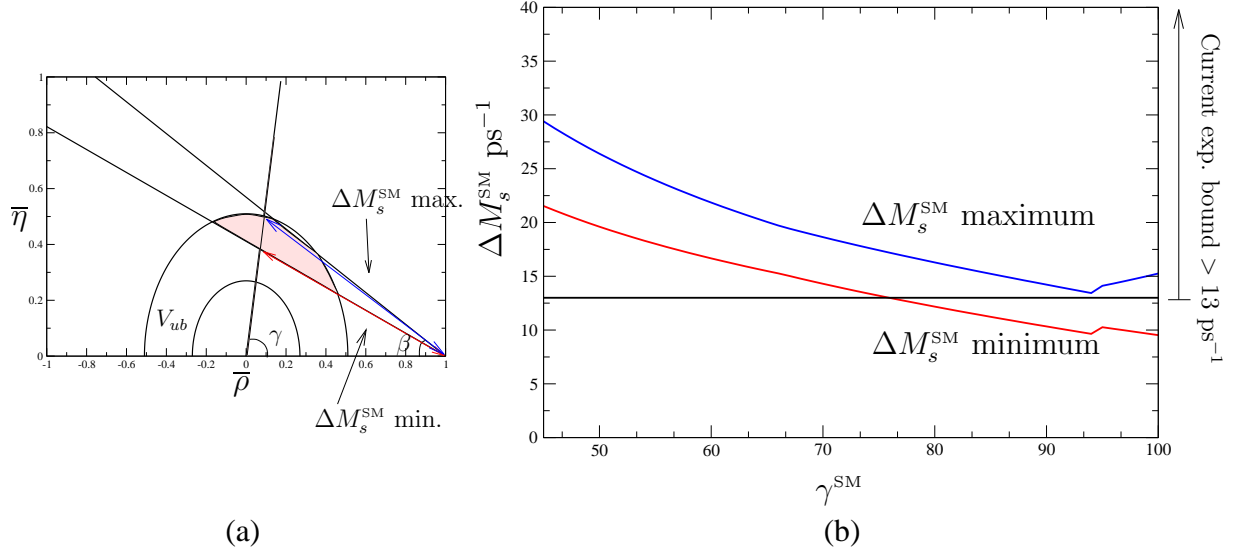 1
0.8
0.6
0.4
0.2
0
-1
-0.8
-0.6
-0.4
-0.2
0
0.2
0.4
0.6
0.8
1
η̅
ρ̅
V_{ub}
γ
β
ΔM_s^{SM} max.
ΔM_s^{SM} min.
(a)
40
35
30
25
20
15
10
5
0
50
60
70
80
90
100
ΔM_s^{SM} ps^{−1}
γ^{SM}
ΔM_s^{SM} maximum
ΔM_s^{SM} minimum
Current exp. bound > 13 ps^{−1}
(b)